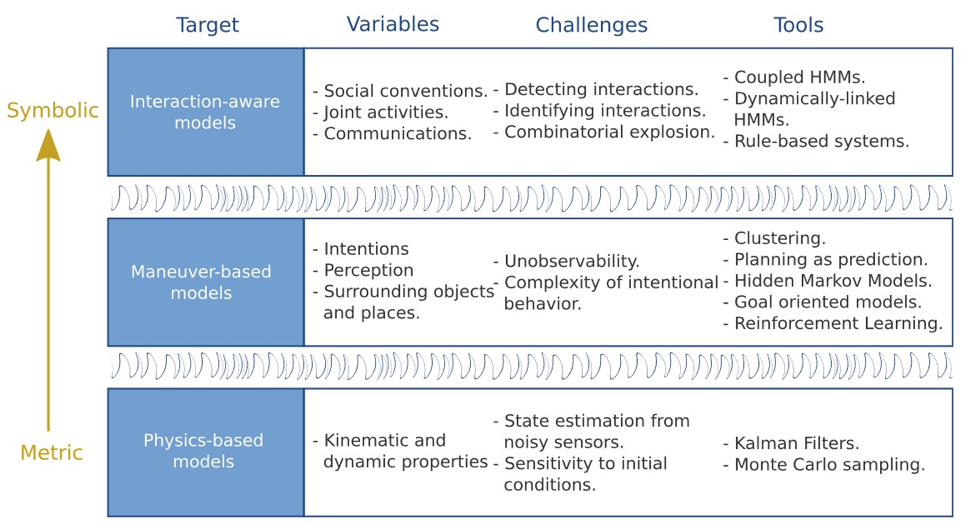 Target
Variables
Challenges
Tools
Symbolic
Metric
Interaction-aware
models
- Social conventions.
- Joint activities.
- Communications.
- Detecting interactions.
- Identifying interactions.
- Combinatorial explosion.
- Coupled HMMs.
- Dynamically-linked
HMMs.
- Rule-based systems.
Maneuver-based
models
- Intentions
- Perception
- Surrounding objects
and places.
- Unobservability.
- Complexity of intentional
behavior.
- Clustering.
- Planning as prediction.
- Hidden Markov Models.
- Goal oriented models.
- Reinforcement Learning.
Physics-based
models
- Kinematic and
dynamic properties
- State estimation from
noisy sensors.
- Sensitivity to initial
conditions.
- Kalman Filters.
- Monte Carlo sampling.